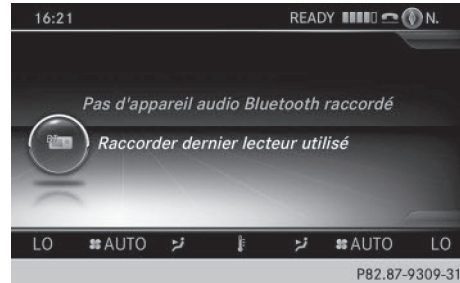 16:21 READY N.
Pas d'appareil audio Bluetooth raccordé
Raccorder dernier lecteur utilisé
LO AUTO AUTO LO
P82.87-9309-31